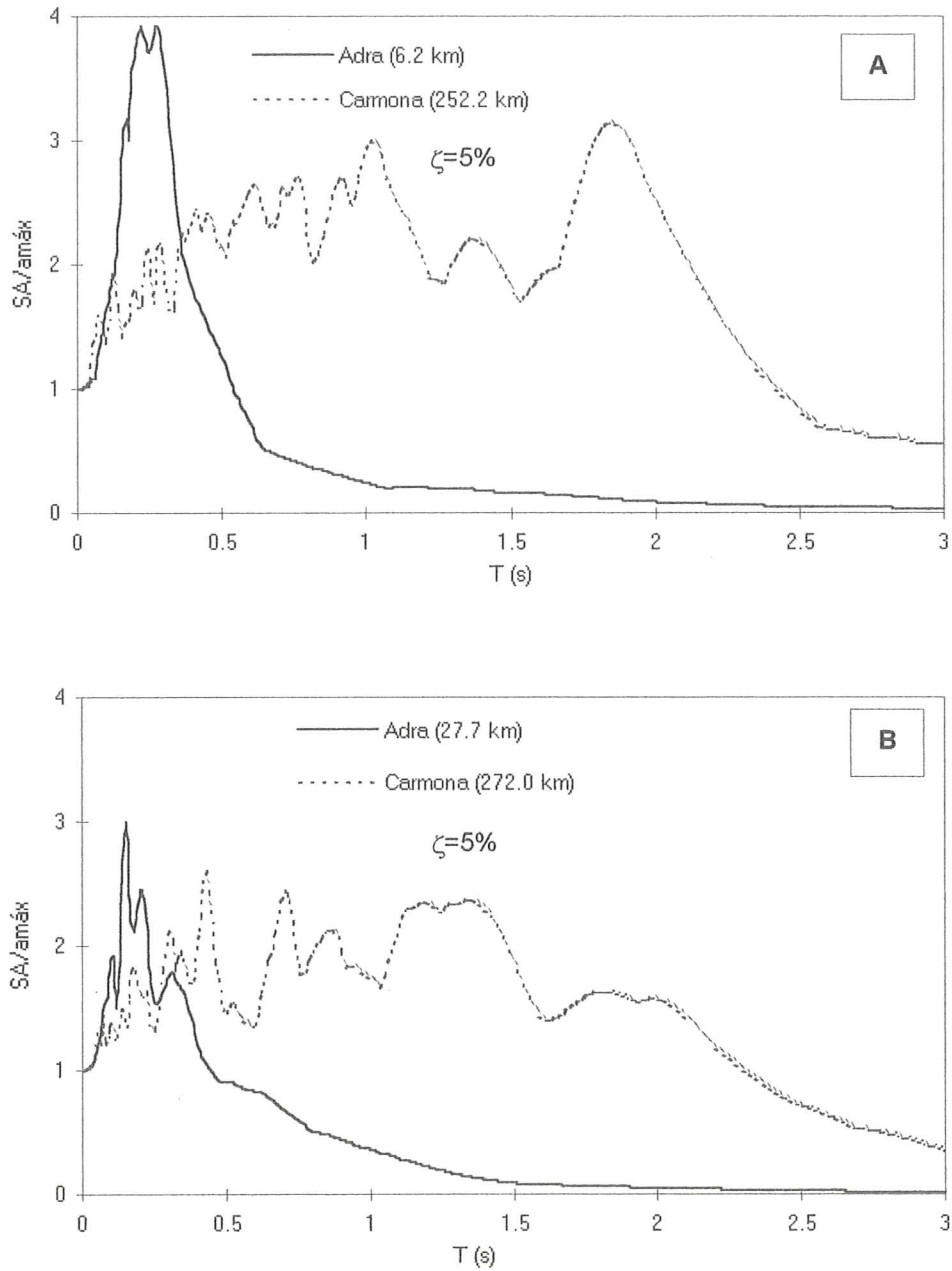 4
3
2
1
0
SA/amáx
Adra (6.2 km)
Carmona (252.2 km)
ζ=5%
A
0 0.5 1 1.5 2 2.5 3
T (s)
4
3
2
1
0
SA/amáx
Adra (27.7 km)
Carmona (272.0 km)
ζ=5%
B
0 0.5 1 1.5 2 2.5 3
T (s)